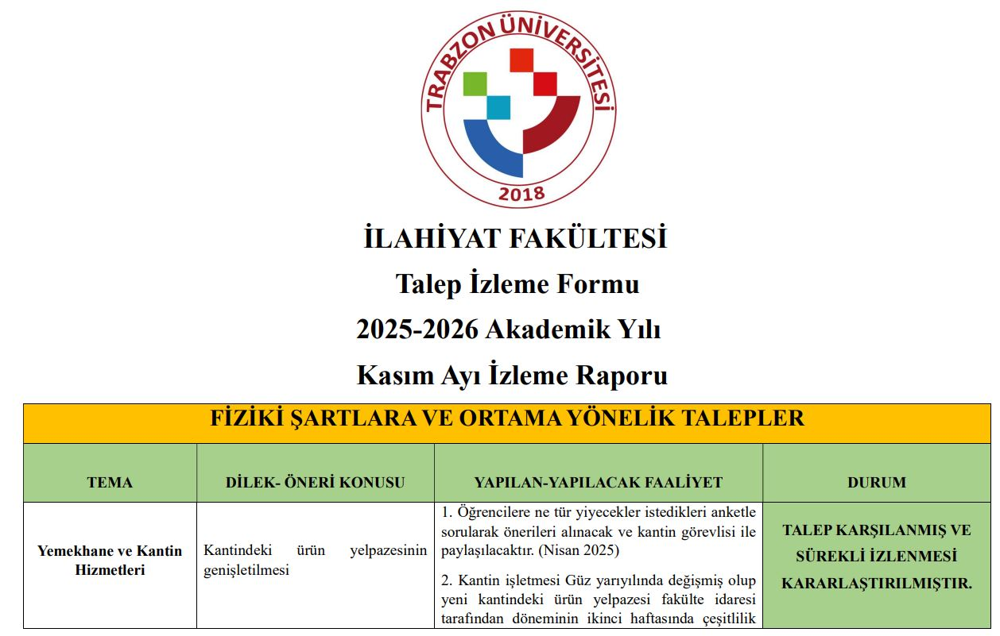 TRABZON ÜNİVERSİTESİ
2018
İLAHİYAT FAKÜLTESİ
Talep İzleme Formu
2025-2026 Akademik Yılı
Kasım Ayı İzleme Raporu
FİZİKİ ŞARTLARA VE ORTAMA YÖNELİK TALEPLER
TEMA
DİLEK- ÖNERİ KONUSU
YAPILAN-YAPILACAK FAALİYET
DURUM
Yemekhane ve Kantin
Hizmetleri
Kantindeki ürün yelpazesinin
genişletilmesi
1. Öğrencilere ne tür yiyecekler istedikleri anketle
sorularak önerileri alınacak ve kantin görevlisi ile
paylaşılacaktır. (Nisan 2025)
2. Kantin işletmesi Güz yarıyılında değişmiş olup
yeni kantindeki ürün yelpazesi fakülte idaresi
tarafından döneminin ikinci haftasında çeşitlilik
TALEP KARŞILANMIŞ VE
SÜREKLİ İZLENMESİ
KARARLAŞTIRILMIŞTIR.